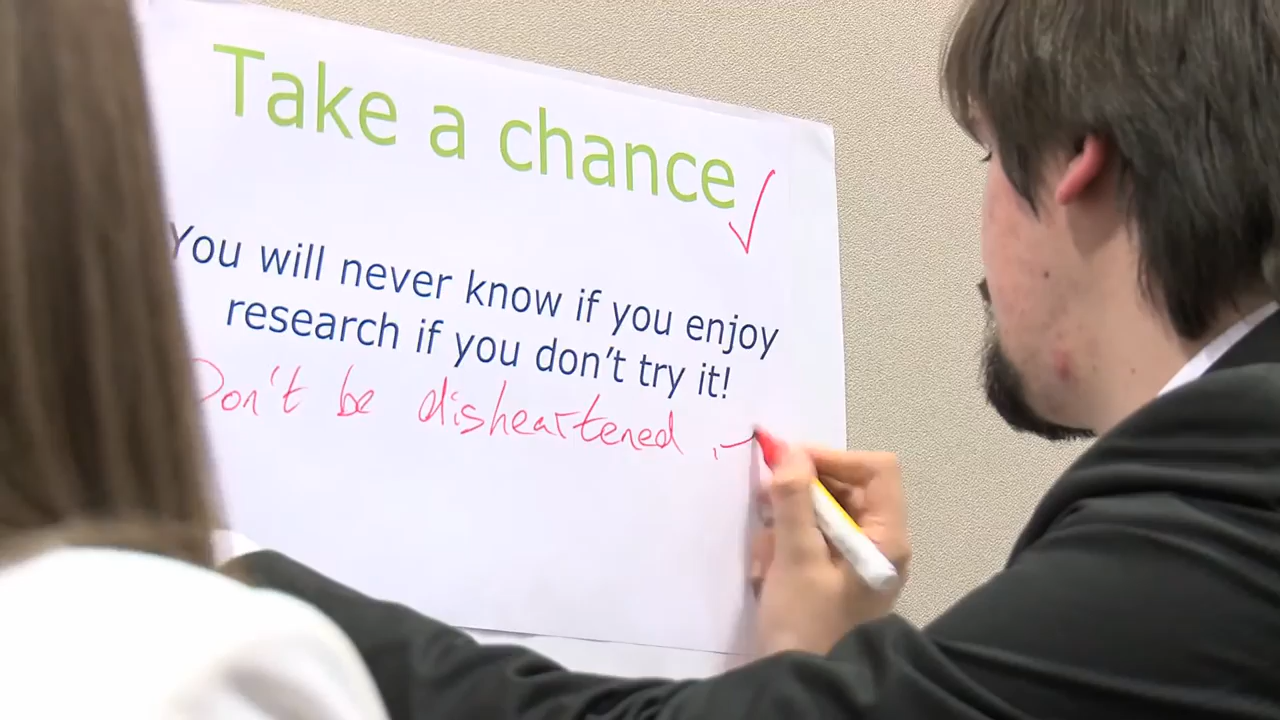 Take a chance ✓
You will never know if you enjoy
research if you don't try it!
Don't be disheartened